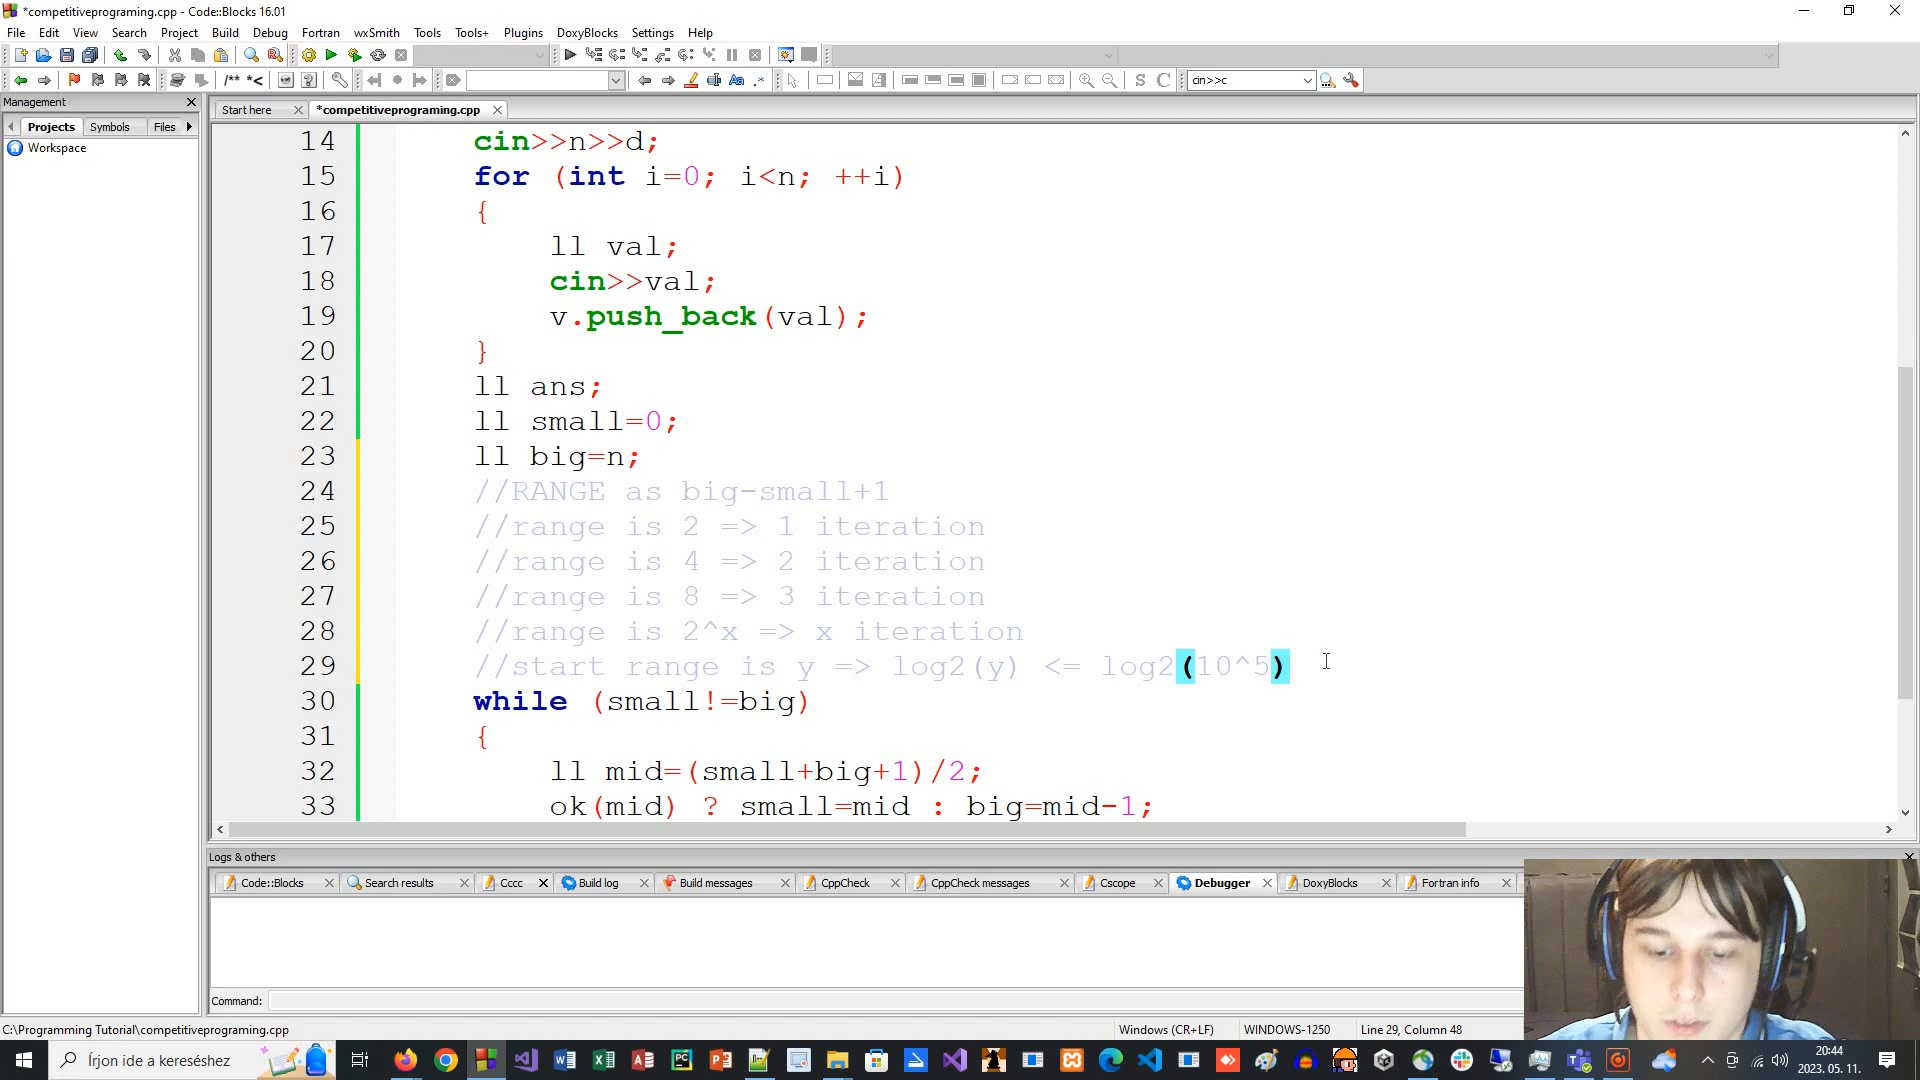 *competitiveprograming.cpp - Code::Blocks 16.01
File Edit View Search Project Build Debug Fortran wxSmith Tools Tools+ Plugins DoxyBlocks Settings Help
/** *<
cin>>c
Management
Projects Symbols Files
Workspace
Start here *competitiveprograming.cpp
14 cin>>n>>d;
15 for (int i=0; i<n; ++i)
16 {
17 ll val;
18 cin>>val;
19 v.push_back(val);
20 }
21 ll ans;
22 ll small=0;
23 ll big=n;
24 //RANGE as big-small+1
25 //range is 2 => 1 iteration
26 //range is 4 => 2 iteration
27 //range is 8 => 3 iteration
28 //range is 2^x => x iteration
29 //start range is y => log2(y) <= log2(10^5)
30 while (small!=big)
31 {
32 ll mid=(small+big+1)/2;
33 ok(mid) ? small=mid : big=mid-1;
Logs & others
Code::Blocks Search results Cccc Build log Build messages CppCheck CppCheck messages Cscope Debugger DoxyBlocks Fortran info
Command:
C:\Programming Tutorial\competitiveprograming.cpp Windows (CR+LF) WINDOWS-1250 Line 29, Column 48
Írjon ide a kereséshez
20:44
2023. 05. 11.